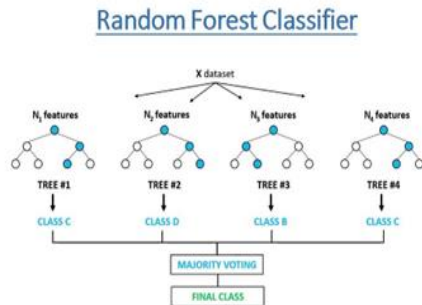 Random Forest Classifier
X dataset
N₁ features N₂ features N₃ features N₄ features
TREE #1 TREE #2 TREE #3 TREE #4
CLASS C CLASS D CLASS B CLASS C
MAJORITY VOTING
FINAL CLASS